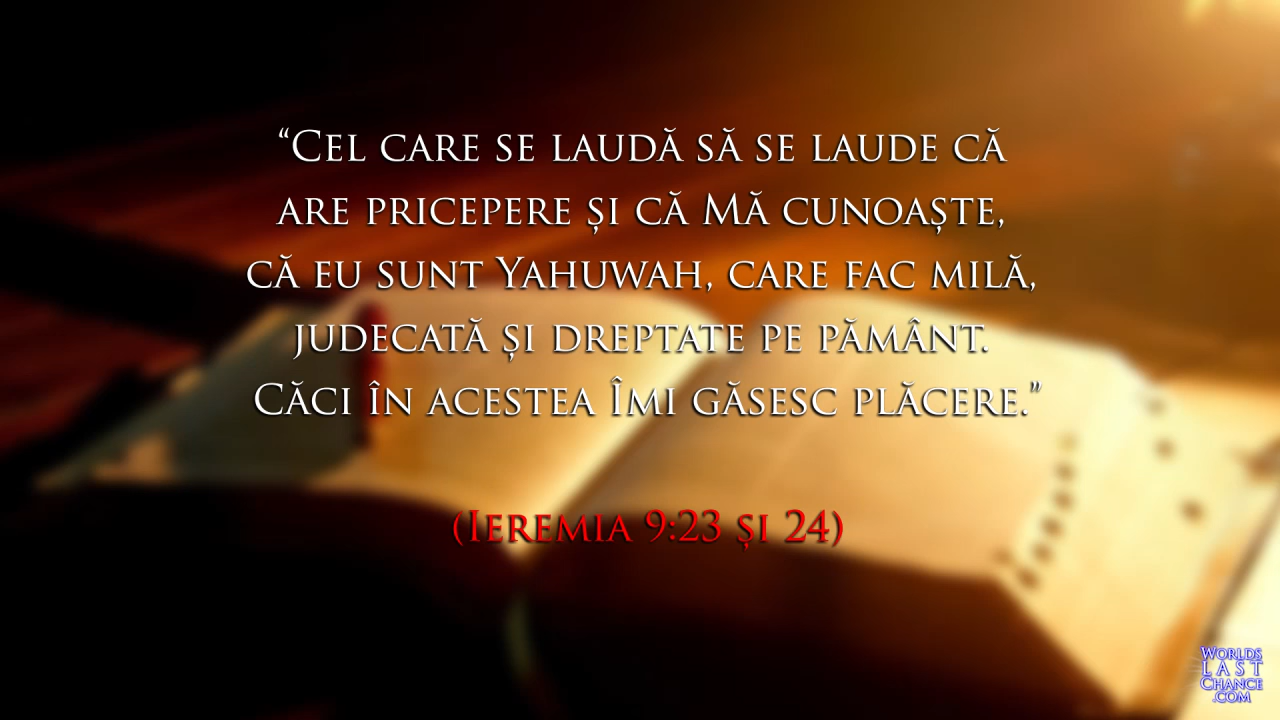 “Cel care se laudă să se laude că
are pricepere și că Mă cunoaște,
că eu sunt Yahuwah, care fac milă,
judecată și dreptate pe pământ.
Căci în acestea Îmi găsesc plăcere.”
(Ieremia 9:23 și 24)
Worlds
Last
Chance
.com